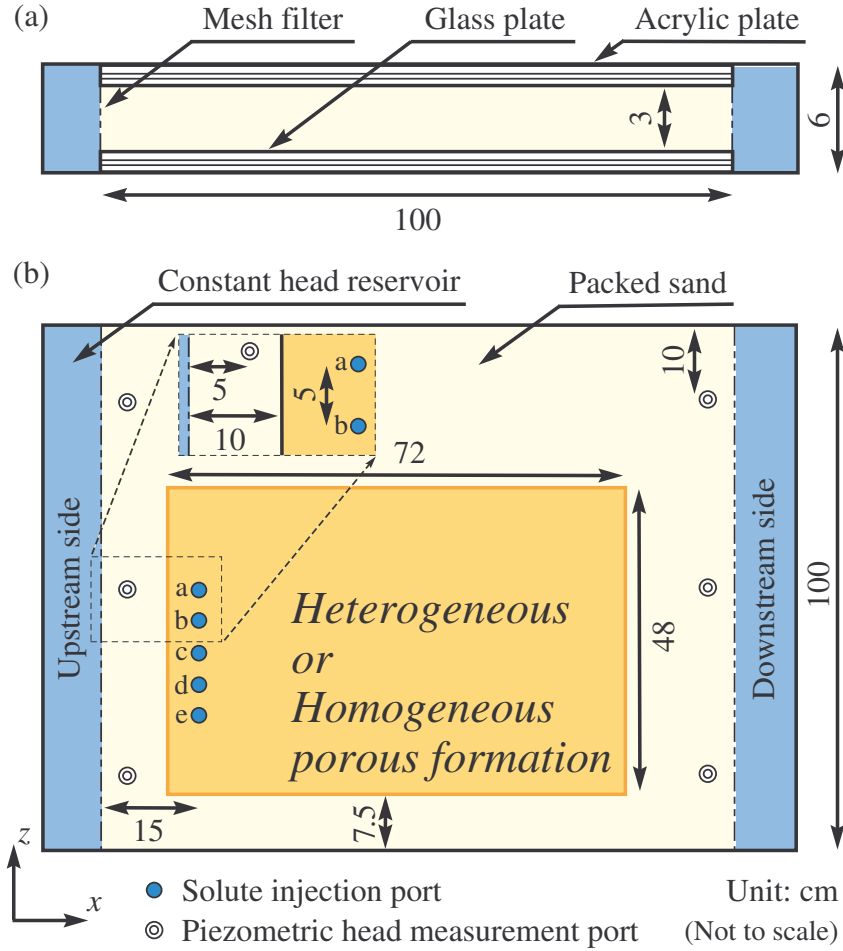 (a)
Mesh filter
Glass plate
Acrylic plate
3
6
100
(b)
Constant head reservoir
Packed sand
Upstream side
5
10
a
5
b
10
72
a
b
c
d
e
Heterogeneous
or
Homogeneous
porous formation
48
Downstream side
100
15
7.5
z
x
Solute injection port
Unit: cm
Piezometric head measurement port
(Not to scale)